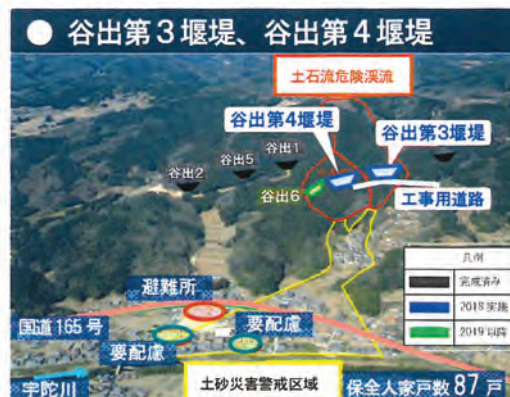 ● 谷出第3堰堤、谷出第4堰堤
土石流危険渓流
谷出第4堰堤
谷出第3堰堤
谷出1
谷出5
谷出2
谷出6
工事用道路
凡例
完成済み
2018実施
2019以降
避難所
国道165号
要配慮
要配慮
宇陀川
土砂災害警戒区域
保全人家戸数87戸